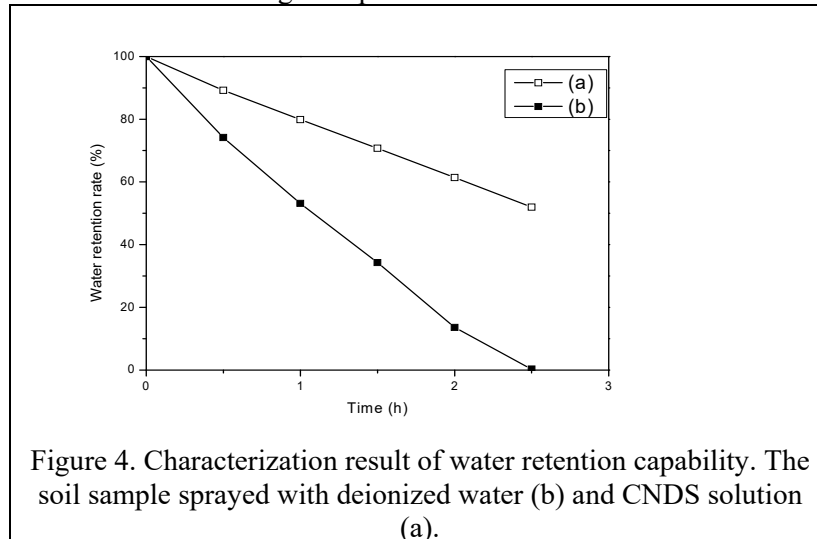 100
80
60
40
20
0
Water retention rate (%)
(a)
(b)
0 1 2 3
Time (h)
Figure 4. Characterization result of water retention capability. The
soil sample sprayed with deionized water (b) and CNDS solution
(a).